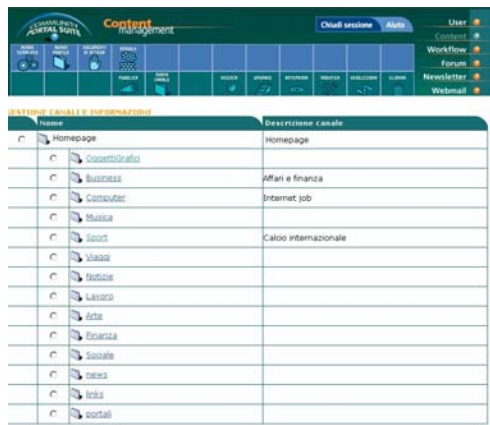 COMMUNITY
PORTAL SUITE
Content
management
Chiudi sessione
Aiuto
User
Content
Workflow
Forum
Newsletter
Webmail
GESTIONE CANALI E INFORMAZIONI
Nome Descrizione canale
Homepage Homepage
OggettiGrafici
Business Affari e finanza
Computer Internet job
Musica
Sport Calcio internazionale
Viaggi
Notizie
Lavoro
Arte
Finanza
Sociale
news
links
portali